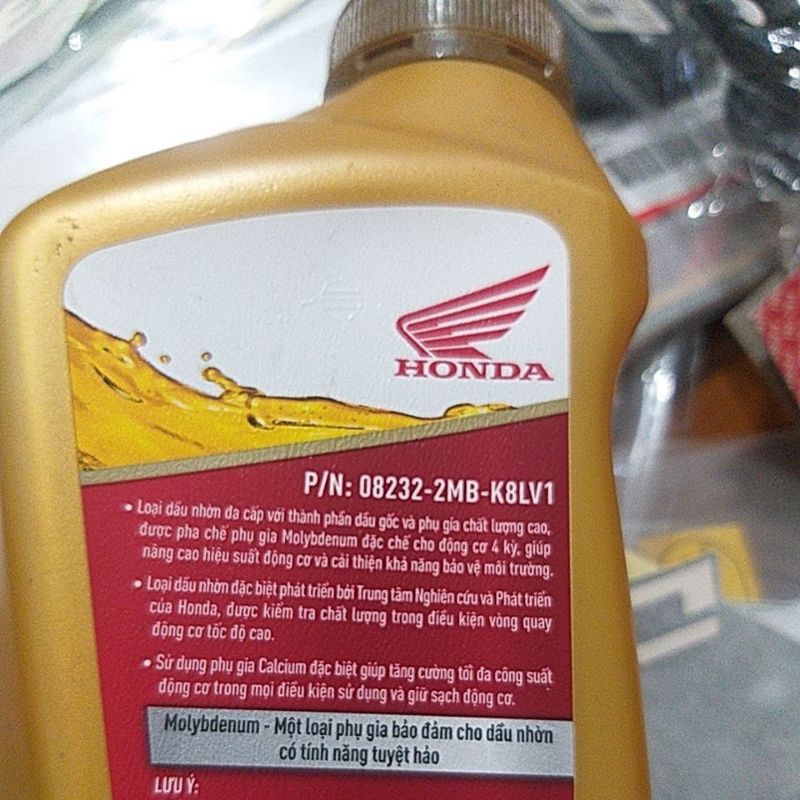 HONDA
P/N: 08232-2MB-K8LV1
• Loại dầu nhờn đa cấp với thành phần dầu gốc và phụ gia chất lượng cao,
được pha chế phụ gia Molybdenum đặc chế cho động cơ 4 kỳ, giúp
nâng cao hiệu suất động cơ và cải thiện khả năng bảo vệ môi trường.
• Loại dầu nhờn đặc biệt phát triển bởi Trung tâm Nghiên cứu và Phát triển
của Honda, được kiểm tra chất lượng trong điều kiện vòng quay
động cơ tốc độ cao.
• Sử dụng phụ gia Calcium đặc biệt giúp tăng cường tối đa công suất
động cơ trong mọi điều kiện sử dụng và giữ sạch động cơ.
Molybdenum - Một loại phụ gia bảo đảm cho dầu nhờn
có tính năng tuyệt hảo
LƯU Ý: